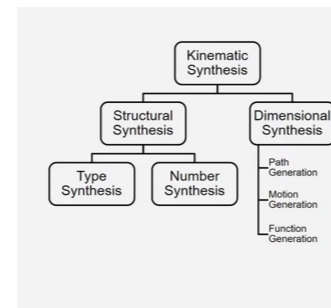 Kinematic
Synthesis
Structural
Synthesis
Dimensional
Synthesis
Type
Synthesis
Number
Synthesis
Path
Generation
Motion
Generation
Function
Generation